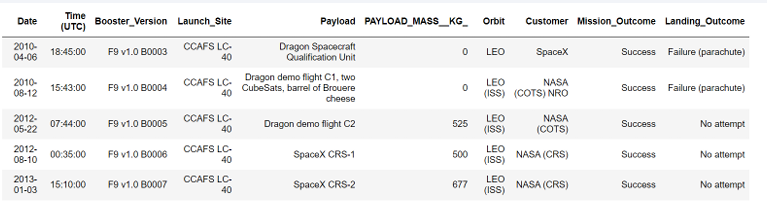 Date Time (UTC) Booster_Version Launch_Site Payload PAYLOAD_MASS__KG_ Orbit Customer Mission_Outcome Landing_Outcome
2010-04-06 18:45:00 F9 v1.0 B0003 CCAFS LC-40 Dragon Spacecraft Qualification Unit 0 LEO SpaceX Success Failure (parachute)
2010-08-12 15:43:00 F9 v1.0 B0004 CCAFS LC-40 Dragon demo flight C1, two CubeSats, barrel of Brouere cheese 0 LEO (ISS) NASA (COTS) NRO Success Failure (parachute)
2012-05-22 07:44:00 F9 v1.0 B0005 CCAFS LC-40 Dragon demo flight C2 525 LEO (ISS) NASA (COTS) Success No attempt
2012-08-10 00:35:00 F9 v1.0 B0006 CCAFS LC-40 SpaceX CRS-1 500 LEO (ISS) NASA (CRS) Success No attempt
2013-01-03 15:10:00 F9 v1.0 B0007 CCAFS LC-40 SpaceX CRS-2 677 LEO (ISS) NASA (CRS) Success No attempt